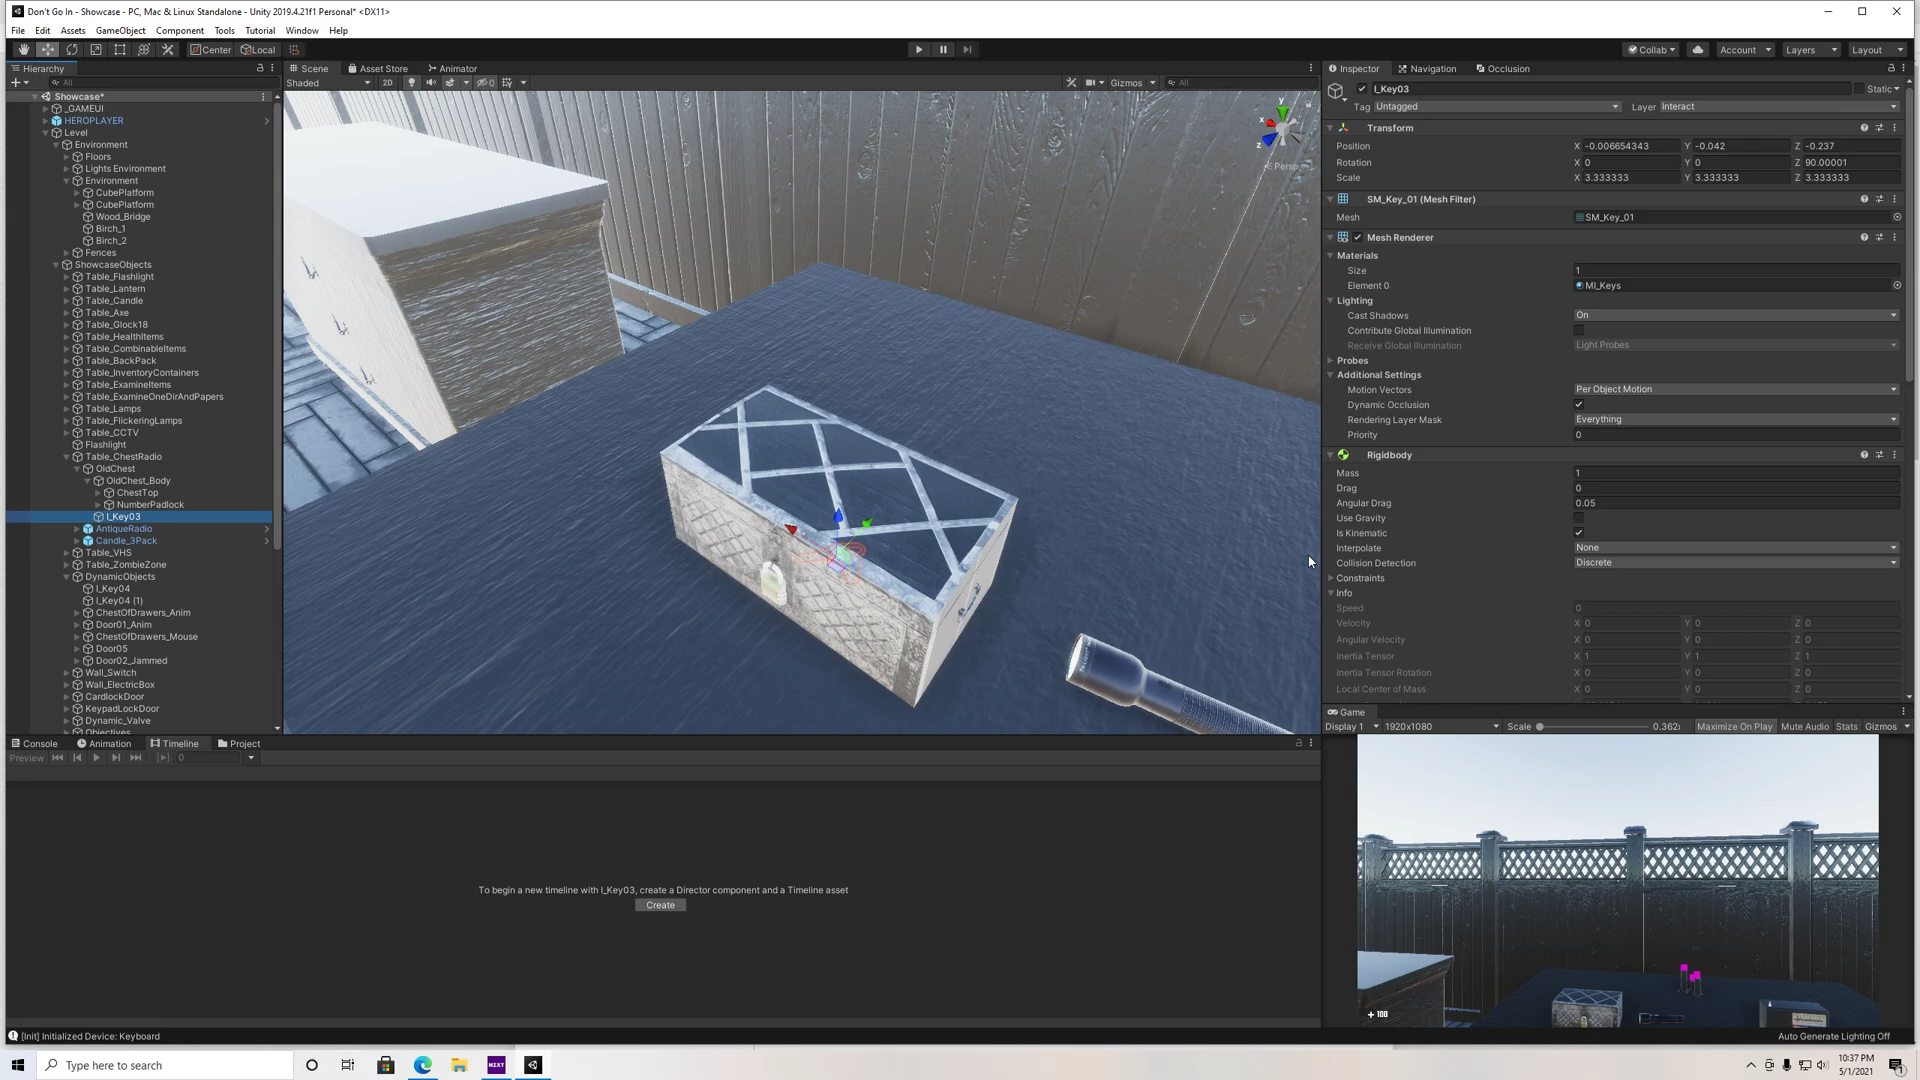 Don't Go In - Showcase - PC, Mac & Linux Standalone - Unity 2019.4.21f1 Personal* <DX11>
File Edit Assets GameObject Component Tools Tutorial Window Help
Center Local Collab Account Layers Layout
Hierarchy
All
Showcase*
_GAMEUI
HEROPLAYER
Level
Environment
Floors
Lights Environment
Environment
CubePlatform
CubePlatform
Wood_Bridge
Birch_1
Birch_2
Fences
ShowcaseObjects
Table_Flashlight
Table_Lantern
Table_Candle
Table_Axe
Table_Glock18
Table_HealthItems
Table_CombinableItems
Table_BackPack
Table_InventoryContainers
Table_ExamineItems
Table_ExamineOneDirAndPapers
Table_Lamps
Table_FlickeringLamps
Table_CCTV
Flashlight
Table_ChestRadio
OldChest
OldChest_Body
ChestTop
NumberPadlock
I_Key03
AntiqueRadio
Candle_3Pack
Table_VHS
Table_ZombieZone
DynamicObjects
I_Key04
I_Key04 (1)
ChestOfDrawers_Anim
Door01_Anim
ChestOfDrawers_Mouse
Door05
Door02_Jammed
Wall_Switch
Wall_ElectricBox
CardlockDoor
KeypadLockDoor
Dynamic_Valve
Objectives
Scene Asset Store Animator
Shaded 2D 0 Gizmos All
y
x
z
Persp
Inspector Navigation Occlusion
I_Key03 Static
Tag Untagged Layer Interact
Transform
Position X -0.006654343 Y -0.042 Z -0.237
Rotation X 0 Y 0 Z 90.00001
Scale X 3.333333 Y 3.333333 Z 3.333333
SM_Key_01 (Mesh Filter)
Mesh SM_Key_01
Mesh Renderer
Materials
Size 1
Element 0 MI_Keys
Lighting
Cast Shadows On
Contribute Global Illumination
Receive Global Illumination Light Probes
Probes
Additional Settings
Motion Vectors Per Object Motion
Dynamic Occlusion
Rendering Layer Mask Everything
Priority 0
Rigidbody
Mass 1
Drag 0
Angular Drag 0.05
Use Gravity
Is Kinematic
Interpolate None
Collision Detection Discrete
Constraints
Info
Speed 0
Velocity X 0 Y 0 Z 0
Angular Velocity X 0 Y 0 Z 0
Inertia Tensor X 1 Y 1 Z 1
Inertia Tensor Rotation X 0 Y 0 Z 0
Local Center of Mass X 0 Y 0 Z 0
Game
Display 1 1920x1080 Scale 0.362) Maximize On Play Mute Audio Stats Gizmos
+ 100
Console Animation Timeline Project
Preview 0
To begin a new timeline with I_Key03, create a Director component and a Timeline asset
Create
[Init] Initialized Device: Keyboard
Auto Generate Lighting Off
Type here to search
NEXT
10:37 PM
5/1/2021
1